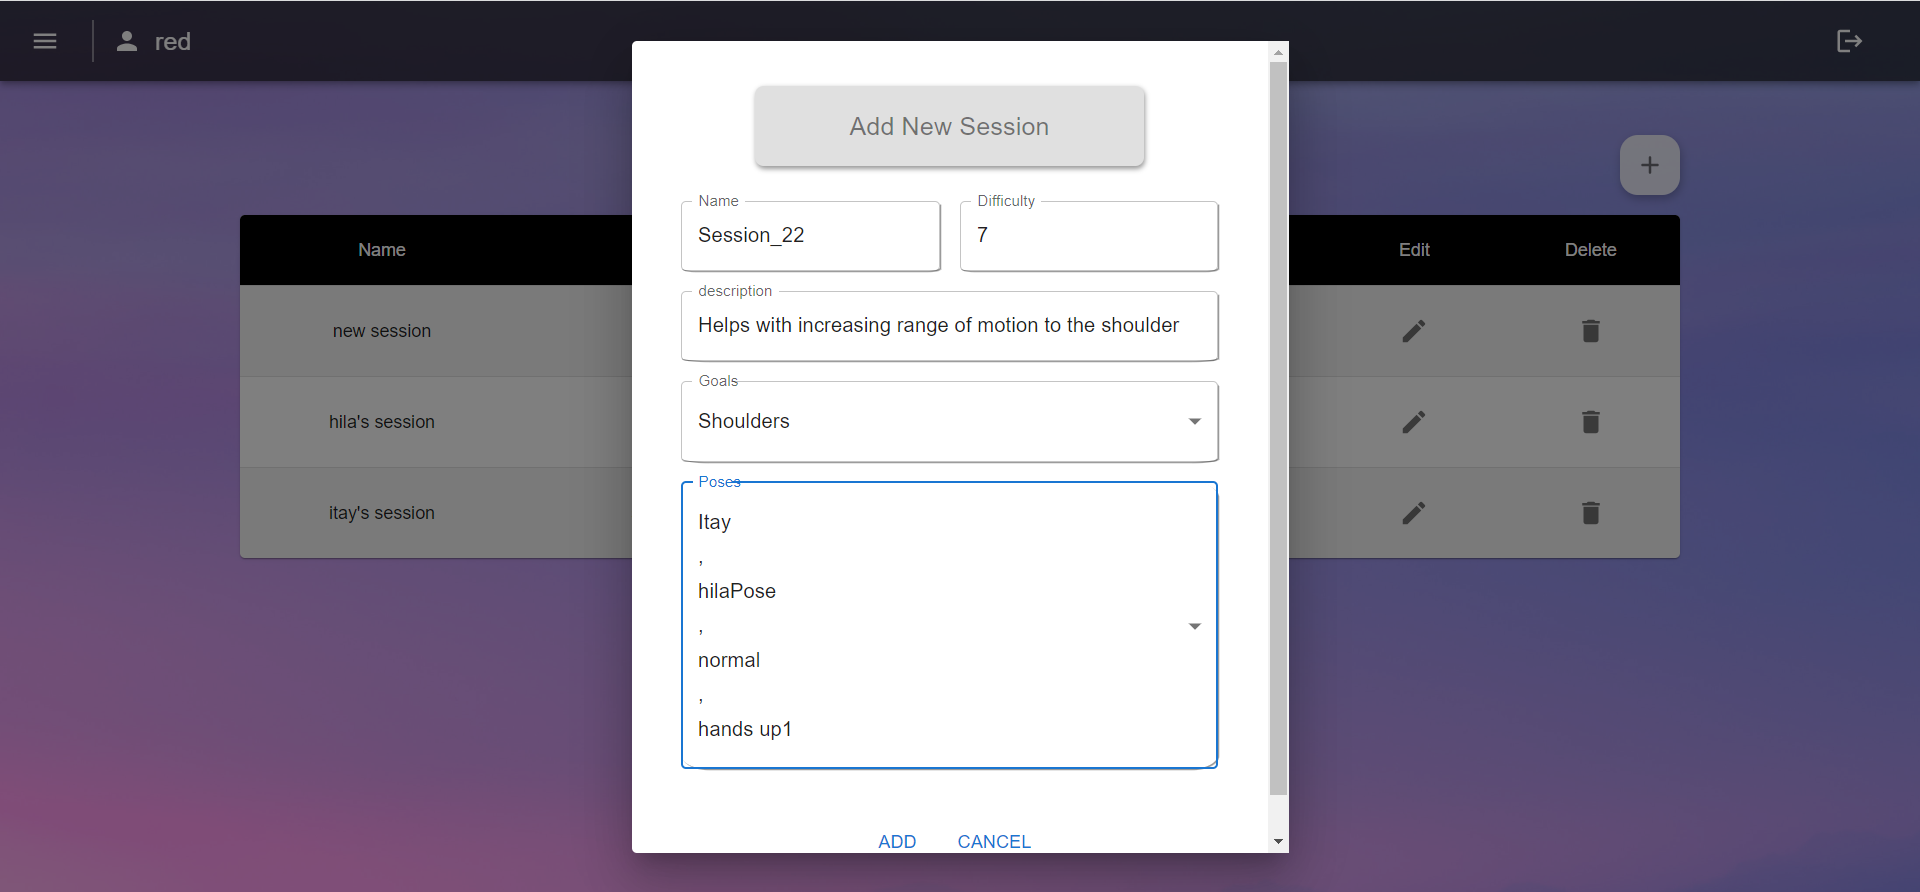 red
Add New Session
Name
Session_22
Difficulty
7
description
Helps with increasing range of motion to the shoulder
Goals
Shoulders
Poses
Itay
,
hilaPose
,
normal
,
hands up1
ADD CANCEL
Name Edit Delete
new session
hila's session
itay's session